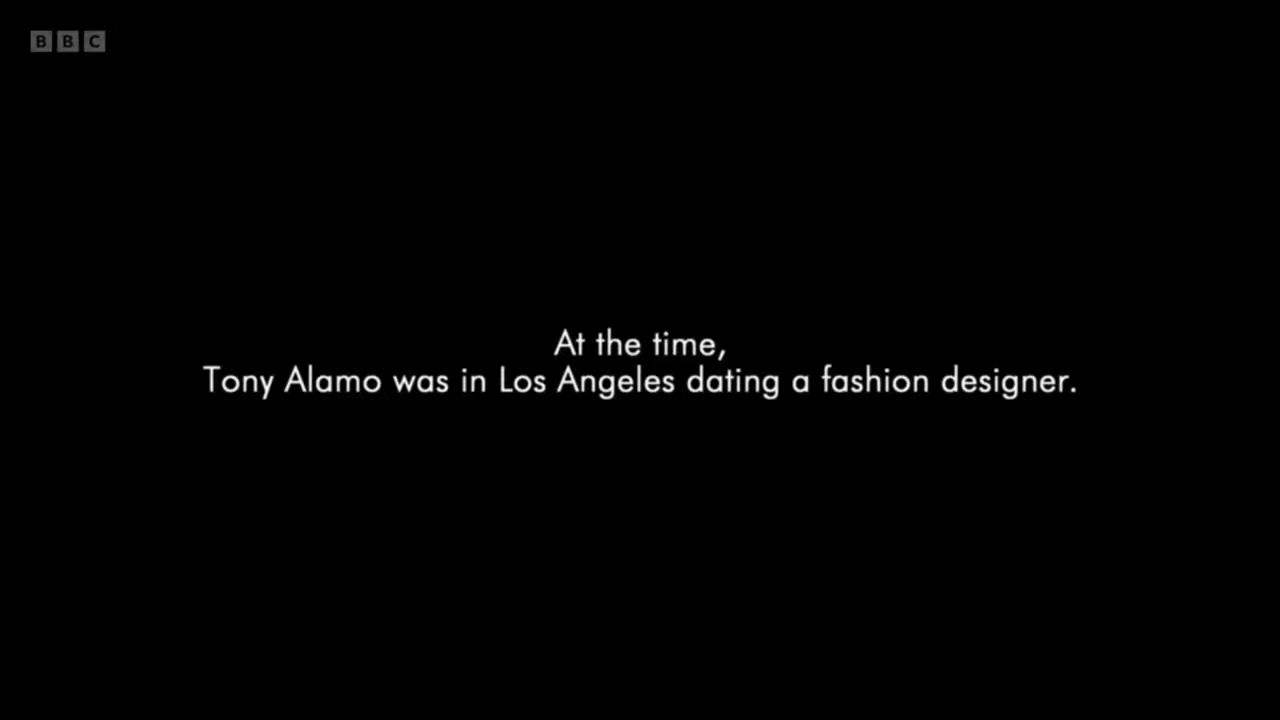 BBC
At the time,
Tony Alamo was in Los Angeles dating a fashion designer.